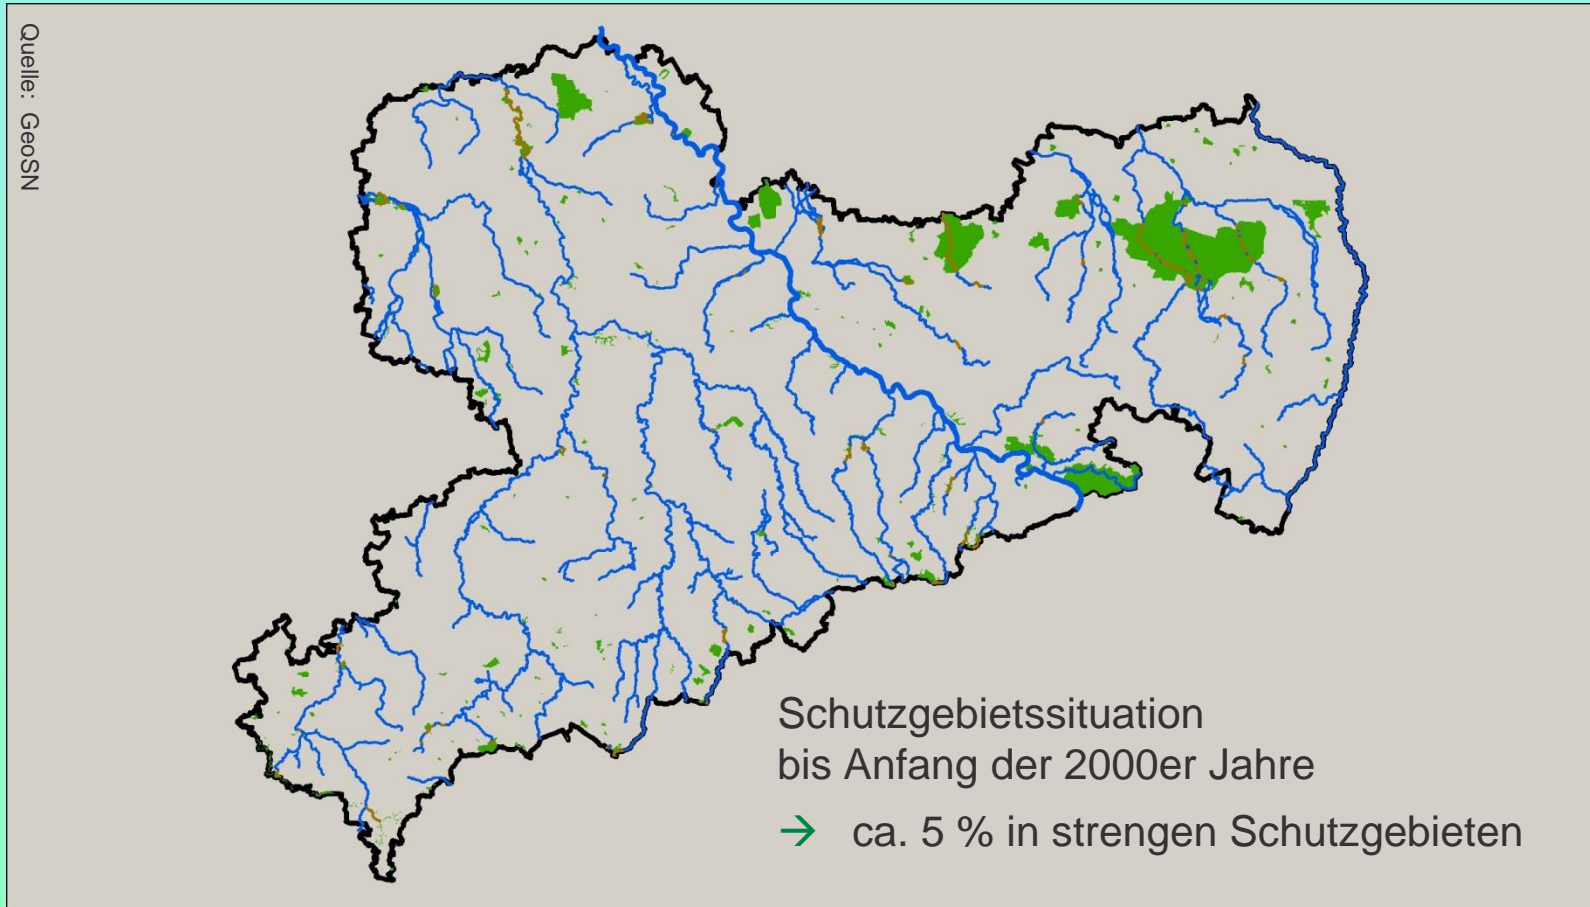 Quelle: GeoSN
Schutzgebietssituation
bis Anfang der 2000er Jahre
→ ca. 5 % in strengen Schutzgebieten